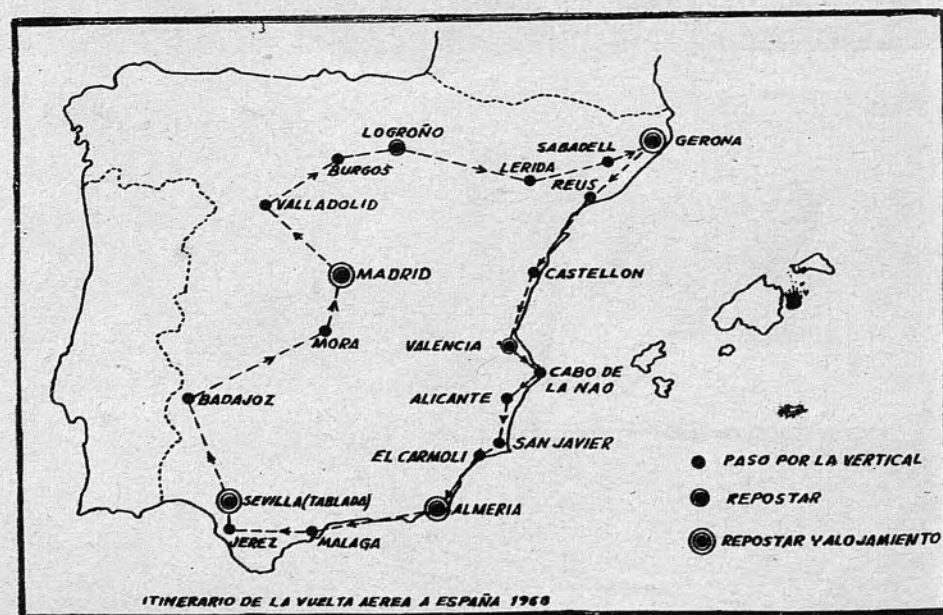 LOGROÑO
BURGOS
SABADELL
GERONA
LERIDA
REUS
VALLADOLID
MADRID
CASTELLON
MORA
VALENCIA
CABO DE
LA NAO
BADAJOZ
ALICANTE
SAN JAVIER
EL CARMOLI
SEVILLA (TABLADA)
ALMERIA
JEREZ
MALAGA
PASO POR LA VERTICAL
REPOSTAR
REPOSTAR Y ALOJAMIENTO
ITINERARIO DE LA VUELTA AEREA A ESPAÑA 1968